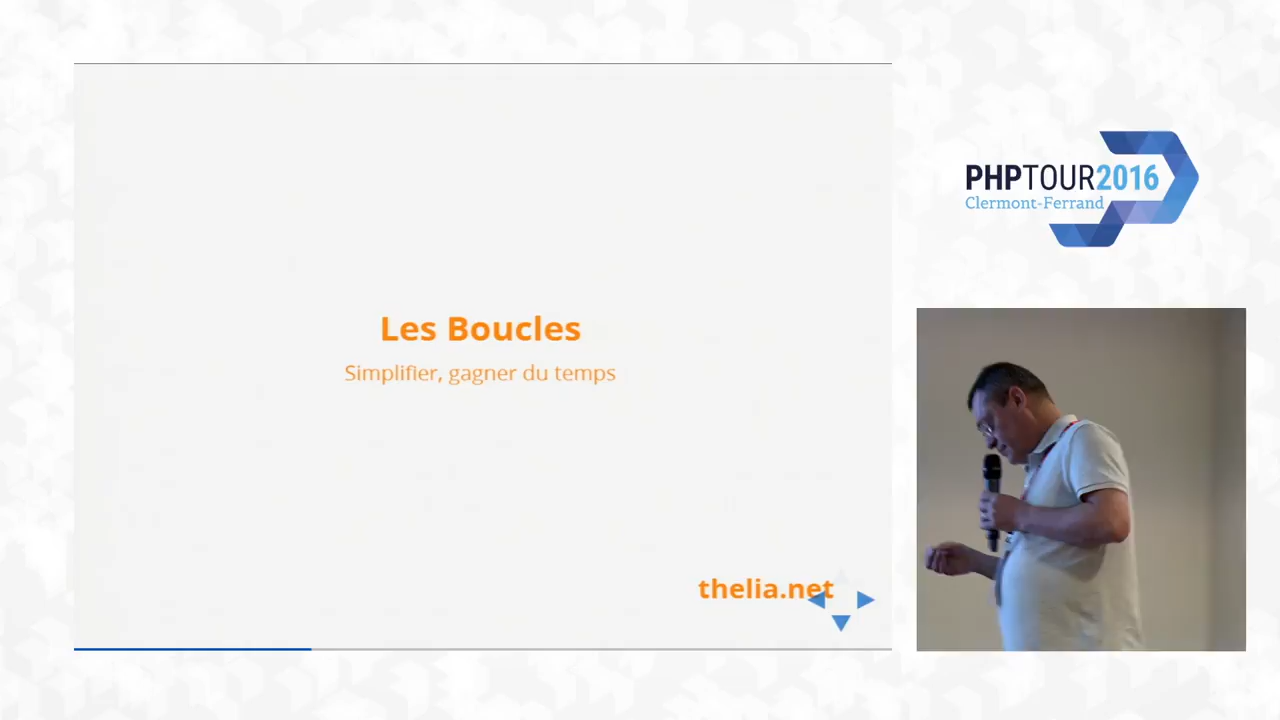 Les Boucles
Simplifier, gagner du temps
thelia.net
PHPTOUR2016
Clermont-Ferrand